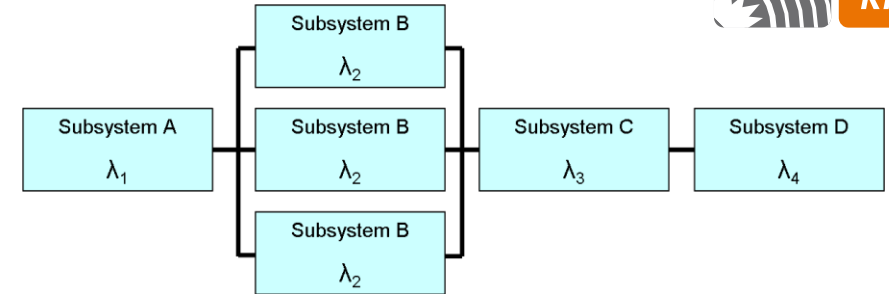 Subsystem B
λ2
Subsystem A
λ1
Subsystem B
λ2
Subsystem C
λ3
Subsystem D
λ4
Subsystem B
λ2